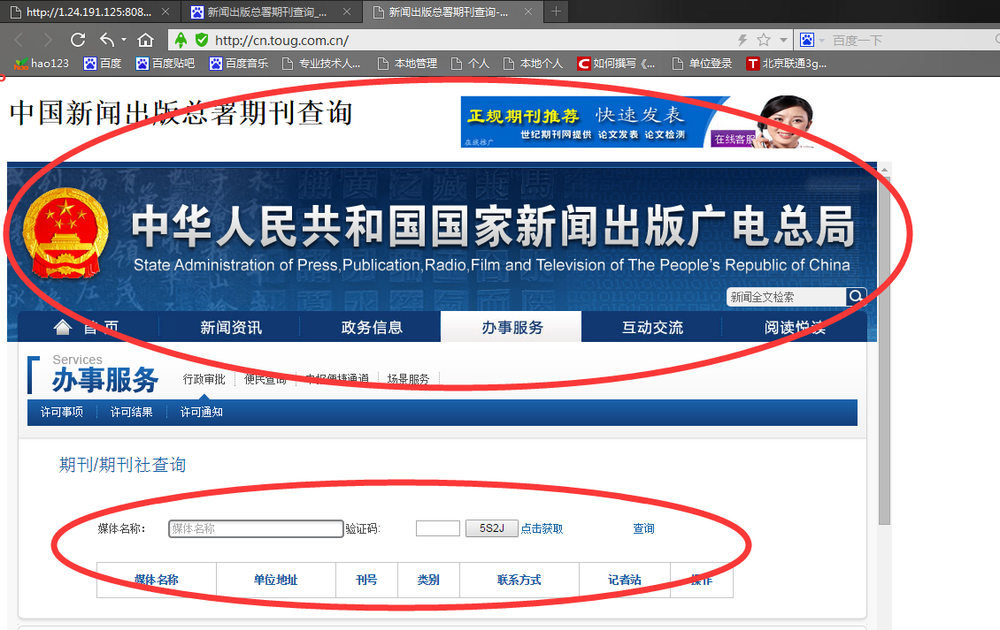 http://1.24.191.125:808...
新闻出版总署期刊查询_...
新闻出版总署期刊查询-...
http://cn.toug.com.cn/
百度一下
hao123 百度 百度贴吧 百度音乐 专业技术人... 本地管理 个人 本地个人 如何撰写《... 单位登录 北京联通3g...
中国新闻出版总署期刊查询
正规期刊推荐 快速发表
世纪期刊网提供 论文发表 论文检测
在线推广
在线客服
中华人民共和国国家新闻出版广电总局
State Administration of Press,Publication,Radio,Film and Television of The People's Republic of China
新闻全文检索
首 页 新闻资讯 政务信息 办事服务 互动交流 阅读悦读
Services
办事服务 行政审批 便民查询 申报便捷通道 场景服务
许可事项 许可结果 许可通知
期刊/期刊社查询
媒体名称: 媒体名称 验证码: 5S2J 点击获取 查询
媒体名称 单位地址 刊号 类别 联系方式 记者站 操作